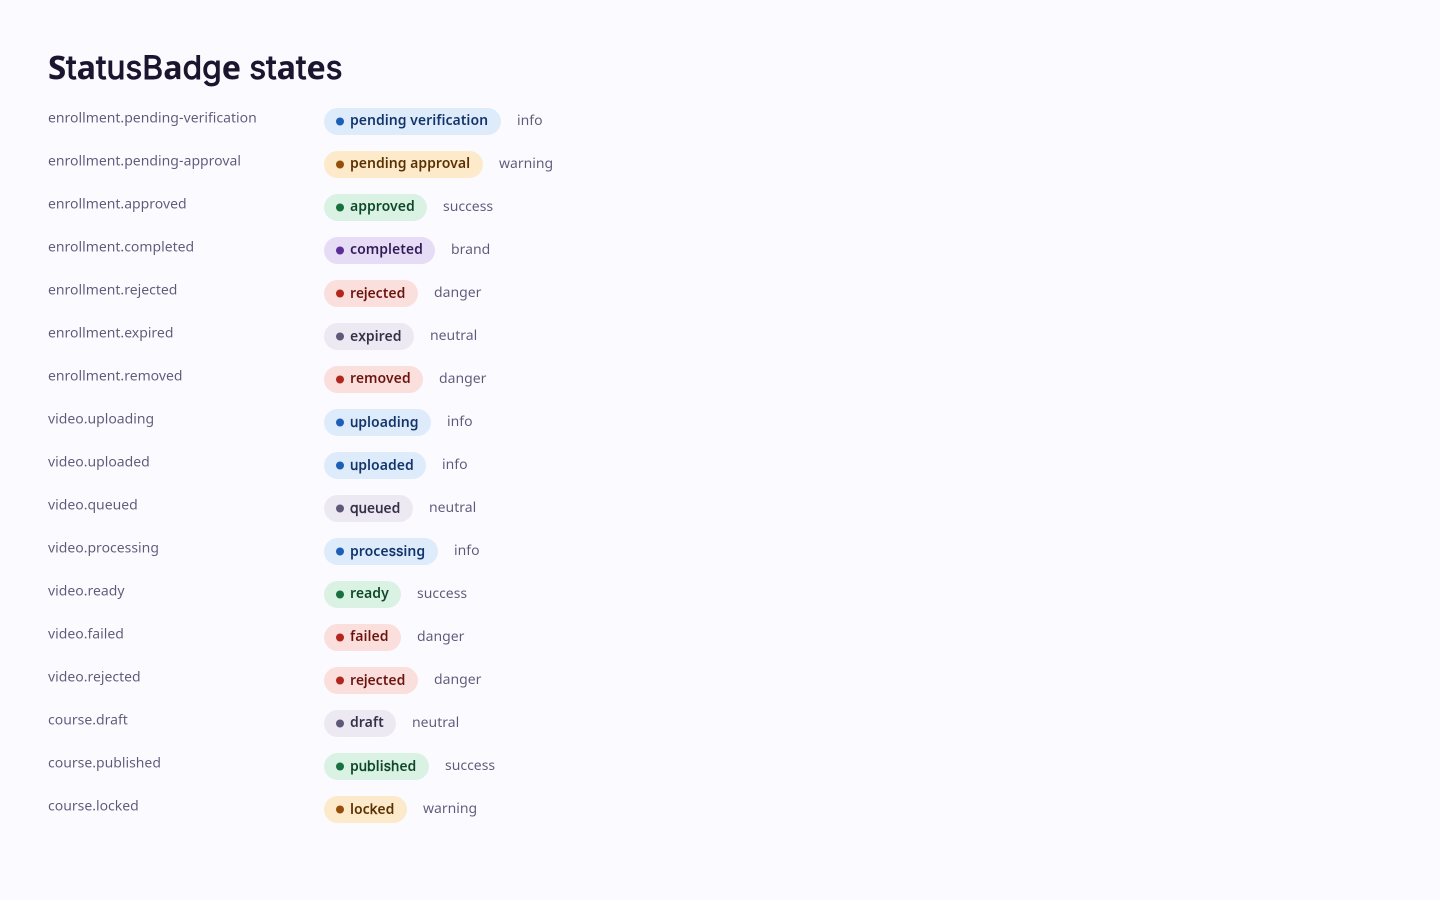 StatusBadge states
enrollment.pending-verification pending verification info
enrollment.pending-approval pending approval warning
enrollment.approved approved success
enrollment.completed completed brand
enrollment.rejected rejected danger
enrollment.expired expired neutral
enrollment.removed removed danger
video.uploading uploading info
video.uploaded uploaded info
video.queued queued neutral
video.processing processing info
video.ready ready success
video.failed failed danger
video.rejected rejected danger
course.draft draft neutral
course.published published success
course.locked locked warning